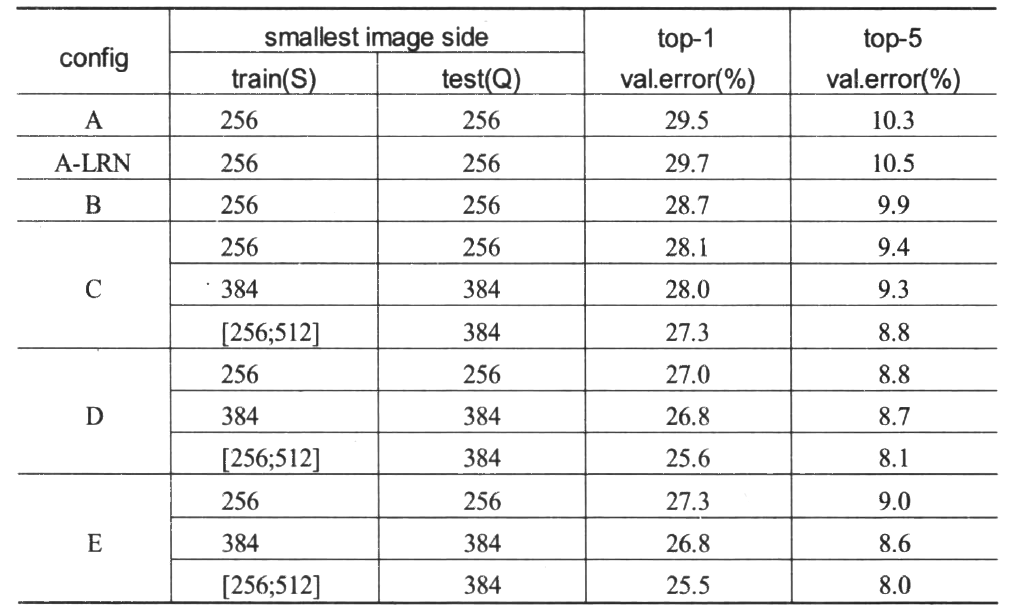 config smallest image side top-1 top-5
train(S) test(Q) val.error(%) val.error(%)
A 256 256 29.5 10.3
A-LRN 256 256 29.7 10.5
B 256 256 28.7 9.9
256 256 28.1 9.4
C 384 384 28.0 9.3
[256;512] 384 27.3 8.8
256 256 27.0 8.8
D 384 384 26.8 8.7
[256;512] 384 25.6 8.1
256 256 27.3 9.0
E 384 384 26.8 8.6
[256;512] 384 25.5 8.0